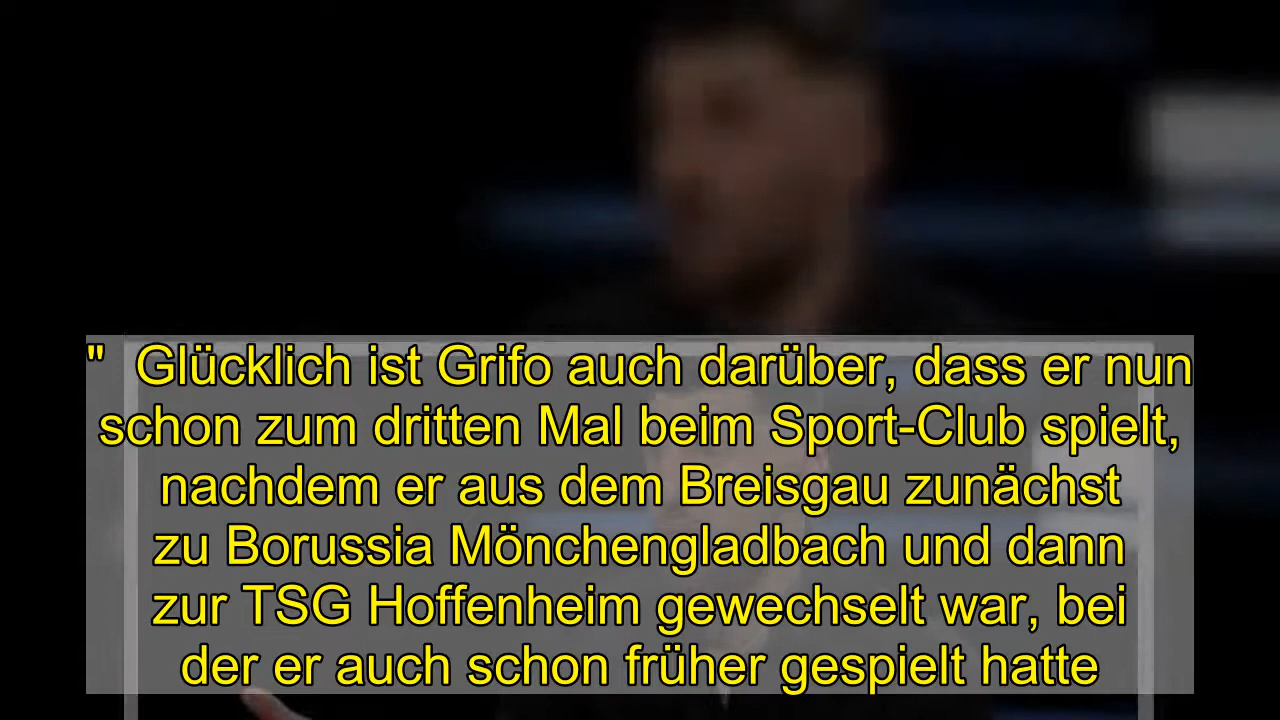 "  Glücklich ist Grifo auch darüber, dass er nun
schon zum dritten Mal beim Sport-Club spielt,
nachdem er aus dem Breisgau zunächst
zu Borussia Mönchengladbach und dann
zur TSG Hoffenheim gewechselt war, bei
der er auch schon früher gespielt hatte